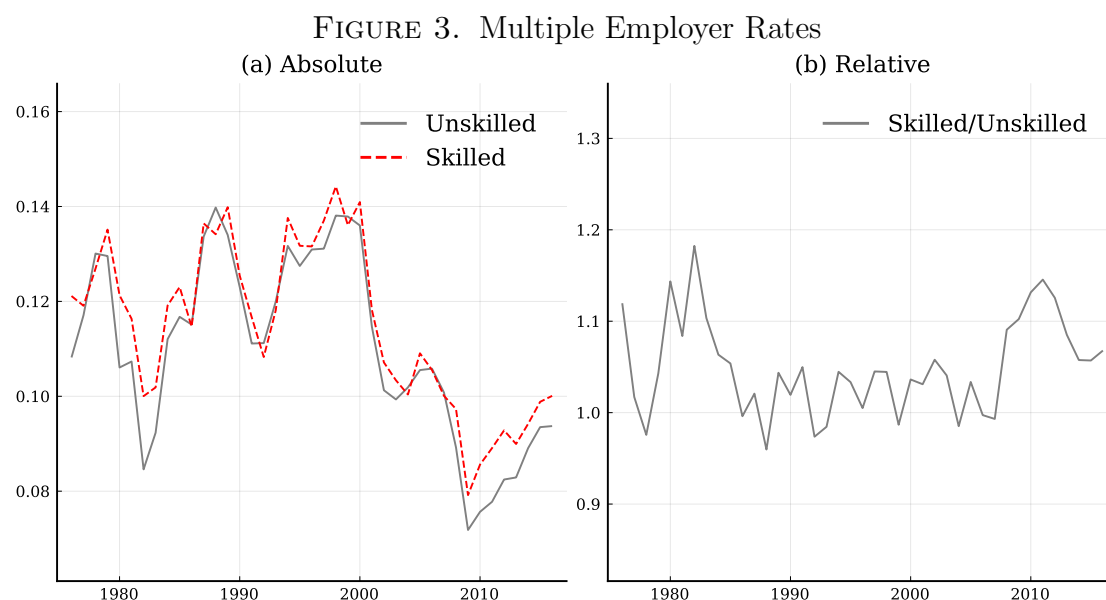 FIGURE 3. Multiple Employer Rates
(a) Absolute
0.16
0.14
0.12
0.10
0.08
1980 1990 2000 2010
Unskilled
Skilled
(b) Relative
1.3
1.2
1.1
1.0
0.9
1980 1990 2000 2010
Skilled/Unskilled